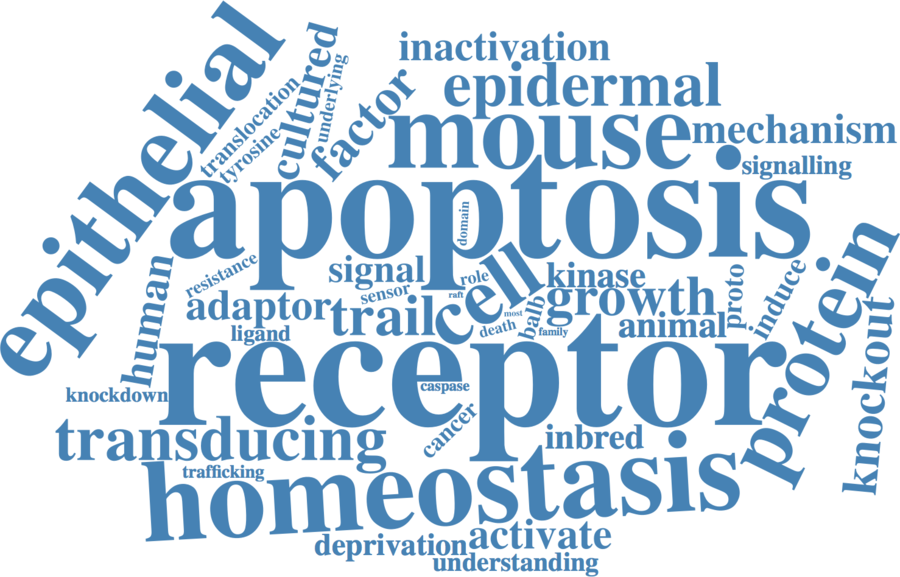 epithelial
translocation
tyrosine
cultured
underlying
factor
inactivation
epidermal
mouse
mechanism
signalling
apoptosis
domain
protein
resistance
signal
sensor
role
raft
cell
kinase
growth
most
death
balb
family
animal
proto
induce
knockout
human
adaptor
trail
ligand
receptor
caspase
knockdown
cancer
inbred
transducing
trafficking
homeostasis
deprivation
activate
understanding